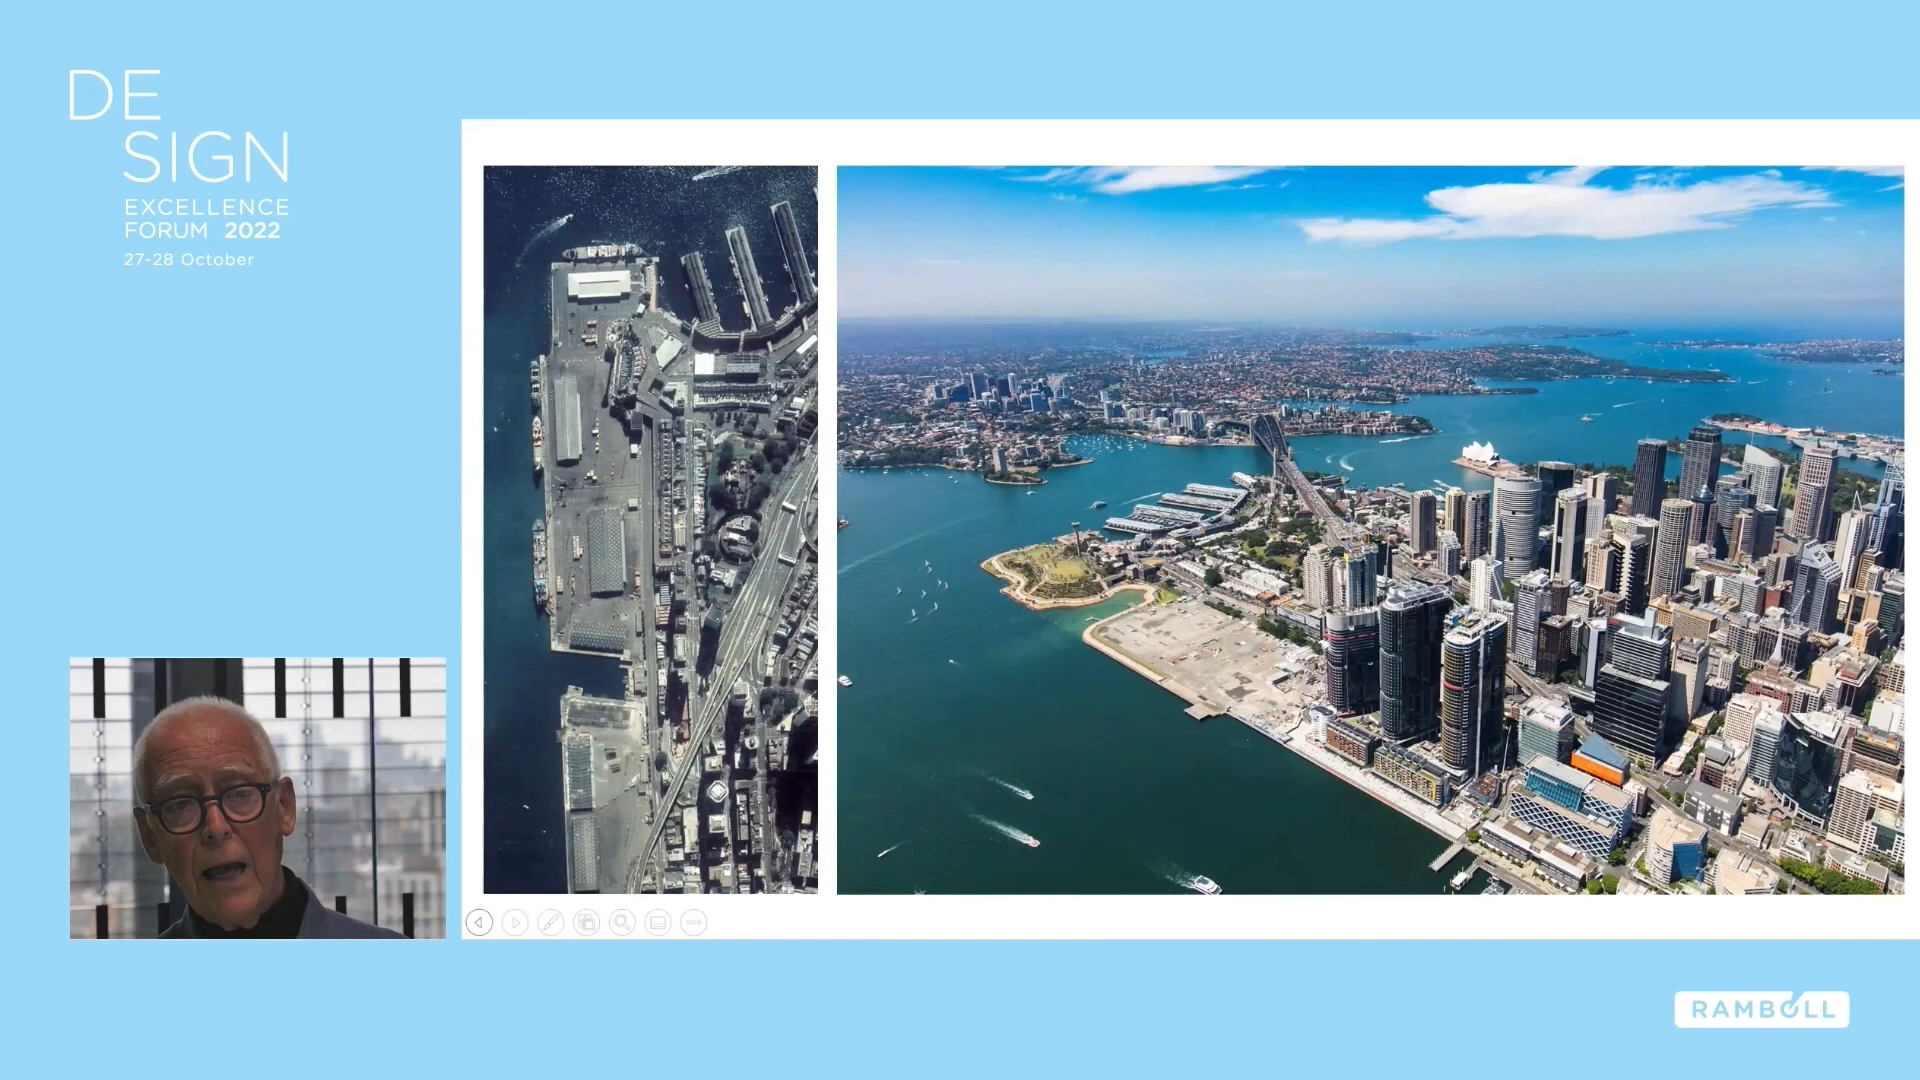 DE
SIGN
EXCELLENCE
FORUM 2022
27-28 October
RAMBOLL